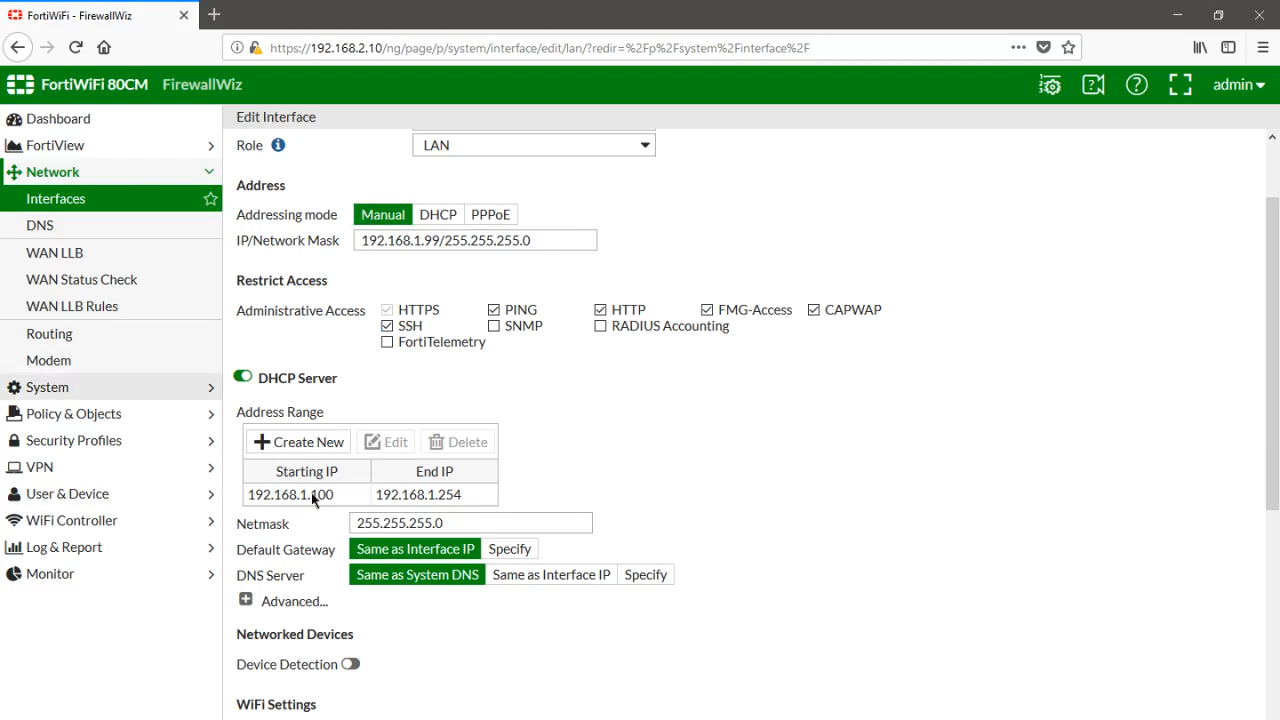 FortiWiFi - FirewallWiz
https://192.168.2.10/ng/page/p/system/interface/edit/lan/?redir=%2Fp%2Fsystem%2Finterface%2F
FortiWiFi 80CM FirewallWiz admin
Dashboard
FortiView
Network
Interfaces
DNS
WAN LLB
WAN Status Check
WAN LLB Rules
Routing
Modem
System
Policy & Objects
Security Profiles
VPN
User & Device
WiFi Controller
Log & Report
Monitor
Edit Interface
Role LAN
Address
Addressing mode Manual DHCP PPPoE
IP/Network Mask 192.168.1.99/255.255.255.0
Restrict Access
Administrative Access HTTPS PING HTTP FMG-Access CAPWAP
SSH SNMP RADIUS Accounting
FortiTelemetry
DHCP Server
Address Range
Create New Edit Delete
Starting IP End IP
192.168.1.100 192.168.1.254
Netmask 255.255.255.0
Default Gateway Same as Interface IP Specify
DNS Server Same as System DNS Same as Interface IP Specify
Advanced...
Networked Devices
Device Detection
WiFi Settings